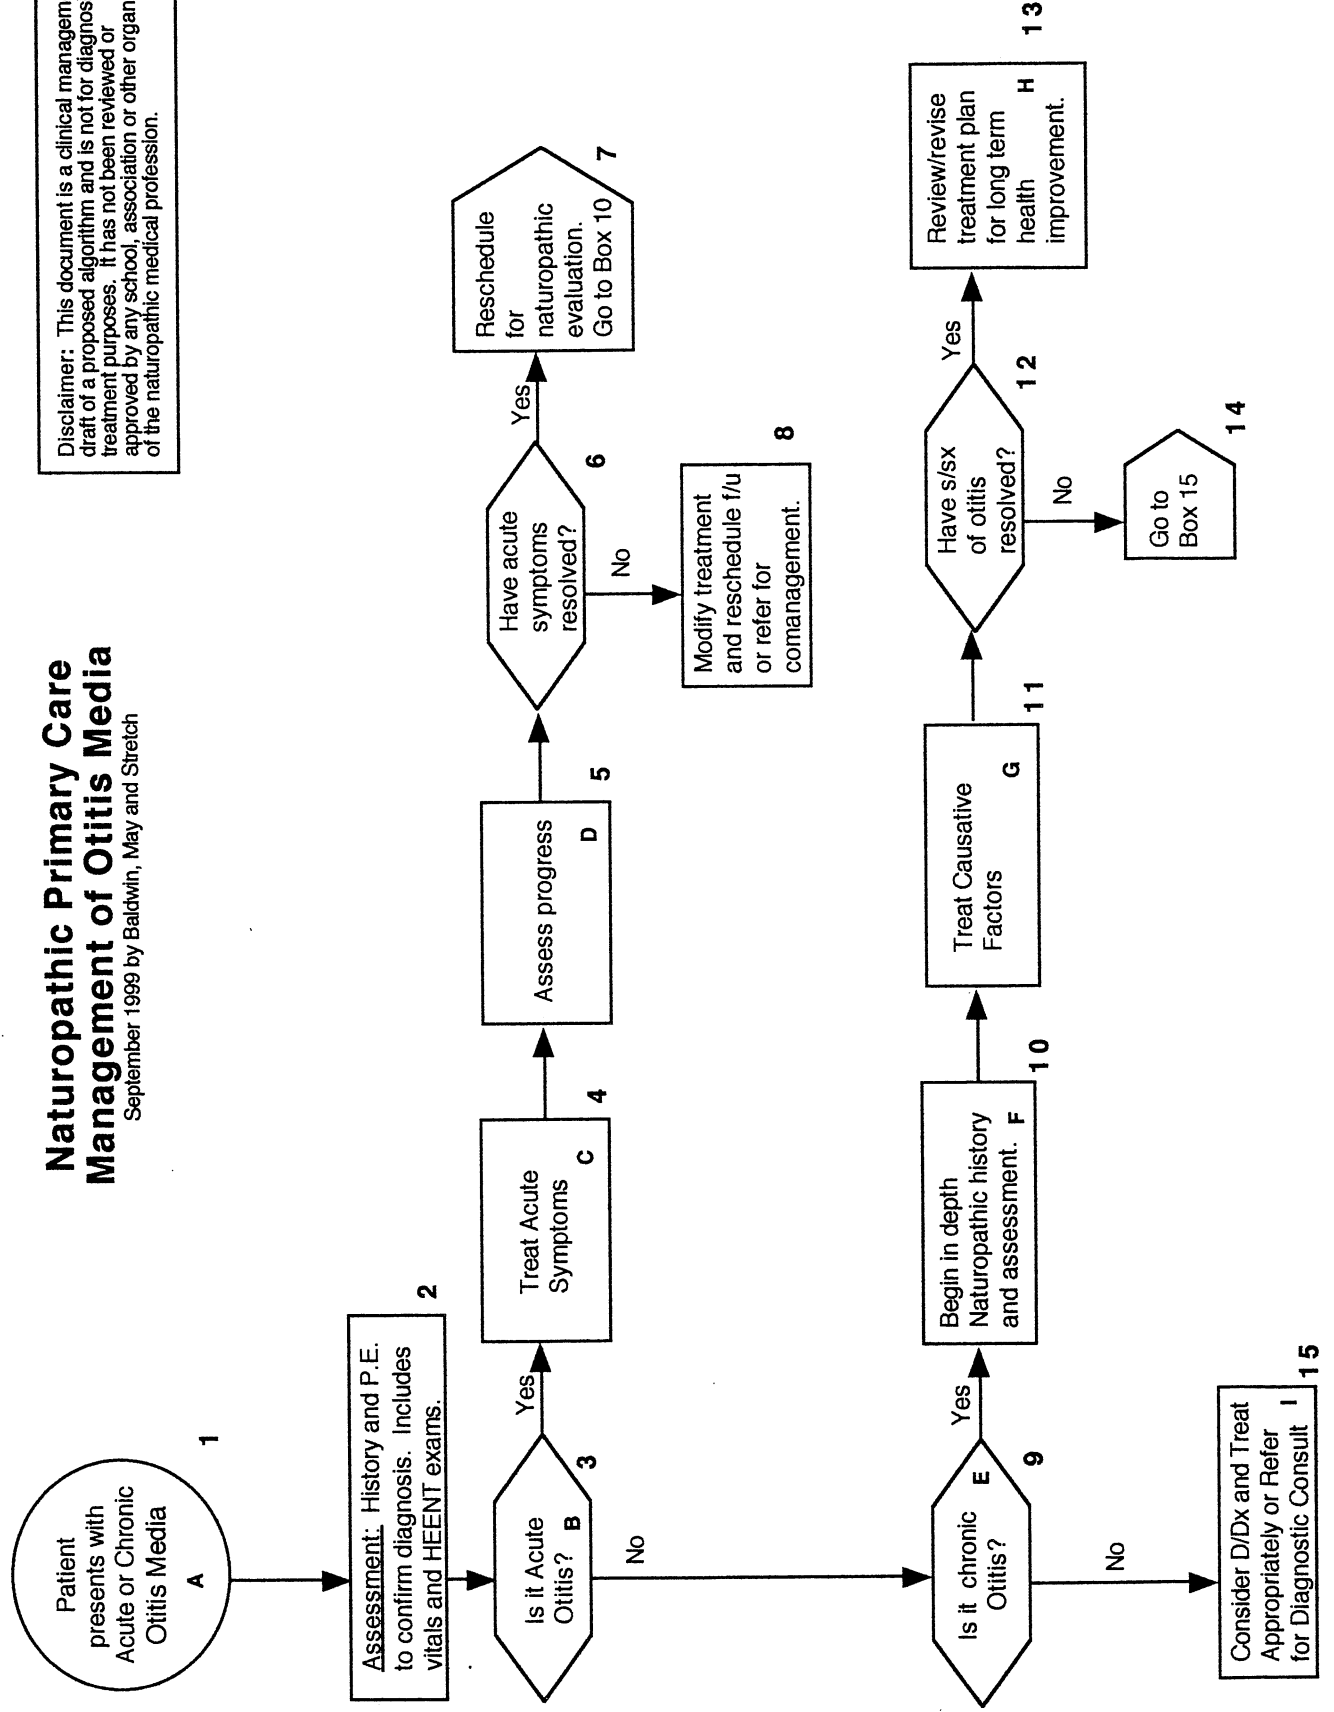 Naturopathic Primary Care
Management of Otitis Media
September 1999 by Baldwin, May and Stretch
Disclaimer: This document is a clinical managem
draft of a proposed algorithm and is not for diagnos
treatment purposes. It has not been reviewed or
approved by any school, association or other organ
of the naturopathic medical profession.
Patient
presents with
Acute or Chronic
Otitis Media
A
1
Assessment: History and P.E.
to confirm diagnosis. Includes
vitals and HEENT exams.
2
Is it Acute
Otitis?
B
3
Yes
No
Treat Acute
Symptoms
C
4
Assess progress
D
5
Have acute
symptoms
resolved?
6
Yes
No
Reschedule
for
naturopathic
evaluation.
Go to Box 10
7
Modify treatment
and reschedule f/u
or refer for
comanagement.
8
Is it chronic
Otitis?
E
9
Yes
No
Begin in depth
Naturopathic history
and assessment. F
10
Treat Causative
Factors
G
11
Have s/sx
of otitis
resolved?
12
Yes
No
Review/revise
treatment plan
for long term
health H
improvement.
13
Go to
Box 15
14
Consider D/Dx and Treat
Appropriately or Refer
for Diagnostic Consult I
15